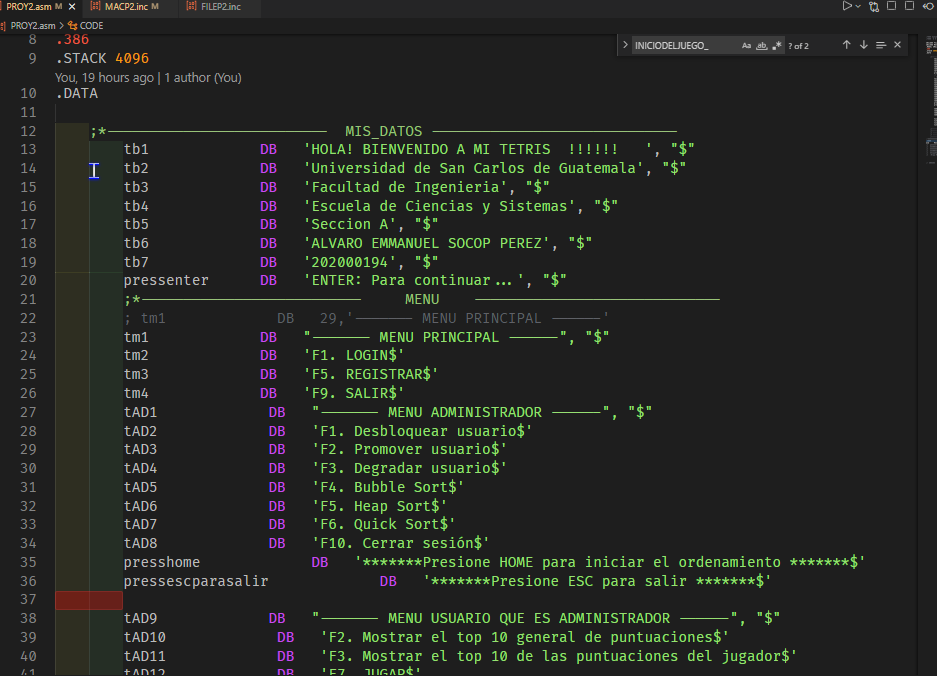 PROY2.asm M × MACP2.inc M FILEP2.inc
PROY2.asm > CODE
INICIODELJUEGO_ Aa ab .* ? of 2
8 .386
9 .STACK 4096
You, 19 hours ago | 1 author (You)
10 .DATA
11
12 ;*-------------------------- MIS_DATOS -----------------------------
13 tb1 DB 'HOLA! BIENVENIDO A MI TETRIS !!!!!! ', "$"
14 tb2 DB 'Universidad de San Carlos de Guatemala', "$"
15 tb3 DB 'Facultad de Ingenieria', "$"
16 tb4 DB 'Escuela de Ciencias y Sistemas', "$"
17 tb5 DB 'Seccion A', "$"
18 tb6 DB 'ALVARO EMMANUEL SOCOP PEREZ', "$"
19 tb7 DB '202000194', "$"
20 pressenter DB 'ENTER: Para continuar...', "$"
21 ;*-------------------------- MENU -----------------------------
22 ; tm1 DB 29,'------- MENU PRINCIPAL ------'
23 tm1 DB "------- MENU PRINCIPAL ------", "$"
24 tm2 DB 'F1. LOGIN$'
25 tm3 DB 'F5. REGISTRAR$'
26 tm4 DB 'F9. SALIR$'
27 tAD1 DB "------- MENU ADMINISTRADOR ------", "$"
28 tAD2 DB 'F1. Desbloquear usuario$'
29 tAD3 DB 'F2. Promover usuario$'
30 tAD4 DB 'F3. Degradar usuario$'
31 tAD5 DB 'F4. Bubble Sort$'
32 tAD6 DB 'F5. Heap Sort$'
33 tAD7 DB 'F6. Quick Sort$'
34 tAD8 DB 'F10. Cerrar sesión$'
35 presshome DB '*******Presione HOME para iniciar el ordenamiento *******$'
36 pressescparasalir DB '*******Presione ESC para salir *******$'
37
38 tAD9 DB "------- MENU USUARIO QUE ES ADMINISTRADOR ------", "$"
39 tAD10 DB 'F2. Mostrar el top 10 general de puntuaciones$'
40 tAD11 DB 'F3. Mostrar el top 10 de las puntuaciones del jugador$'
41 tAD12 DB 'F7. JUGAR$'